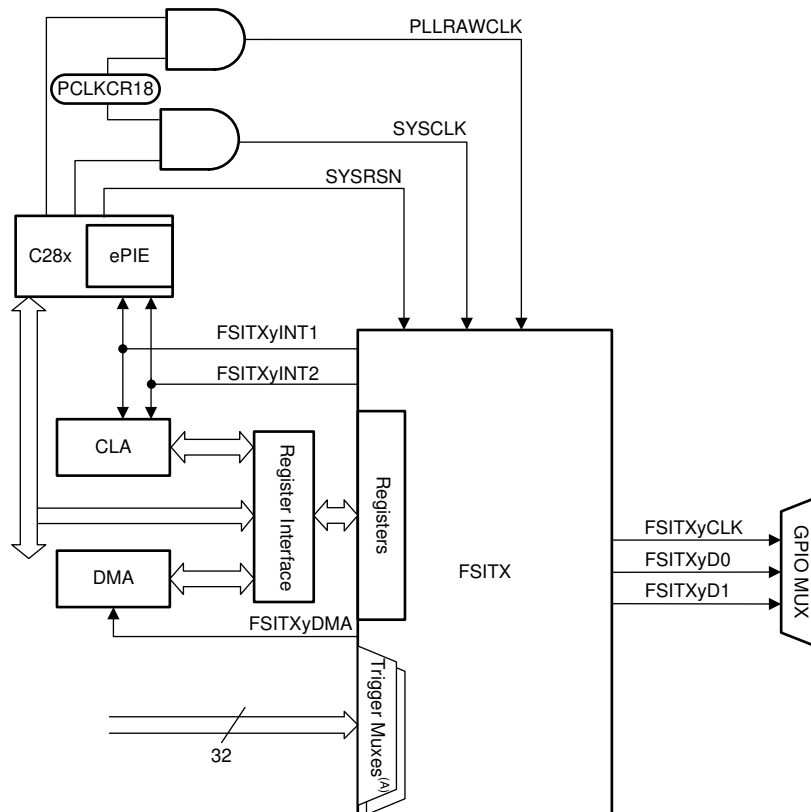 PLLRAWCLK
PCLKCR18
SYSCLK
SYSRSN
C28x
ePIE
FSITXyINT1
FSITXyINT2
CLA
Register Interface
Registers
FSITX
DMA
FSITXyDMA
Trigger Muxes(A)
32
FSITXyCLK
FSITXyD0
FSITXyD1
GPIO MUX